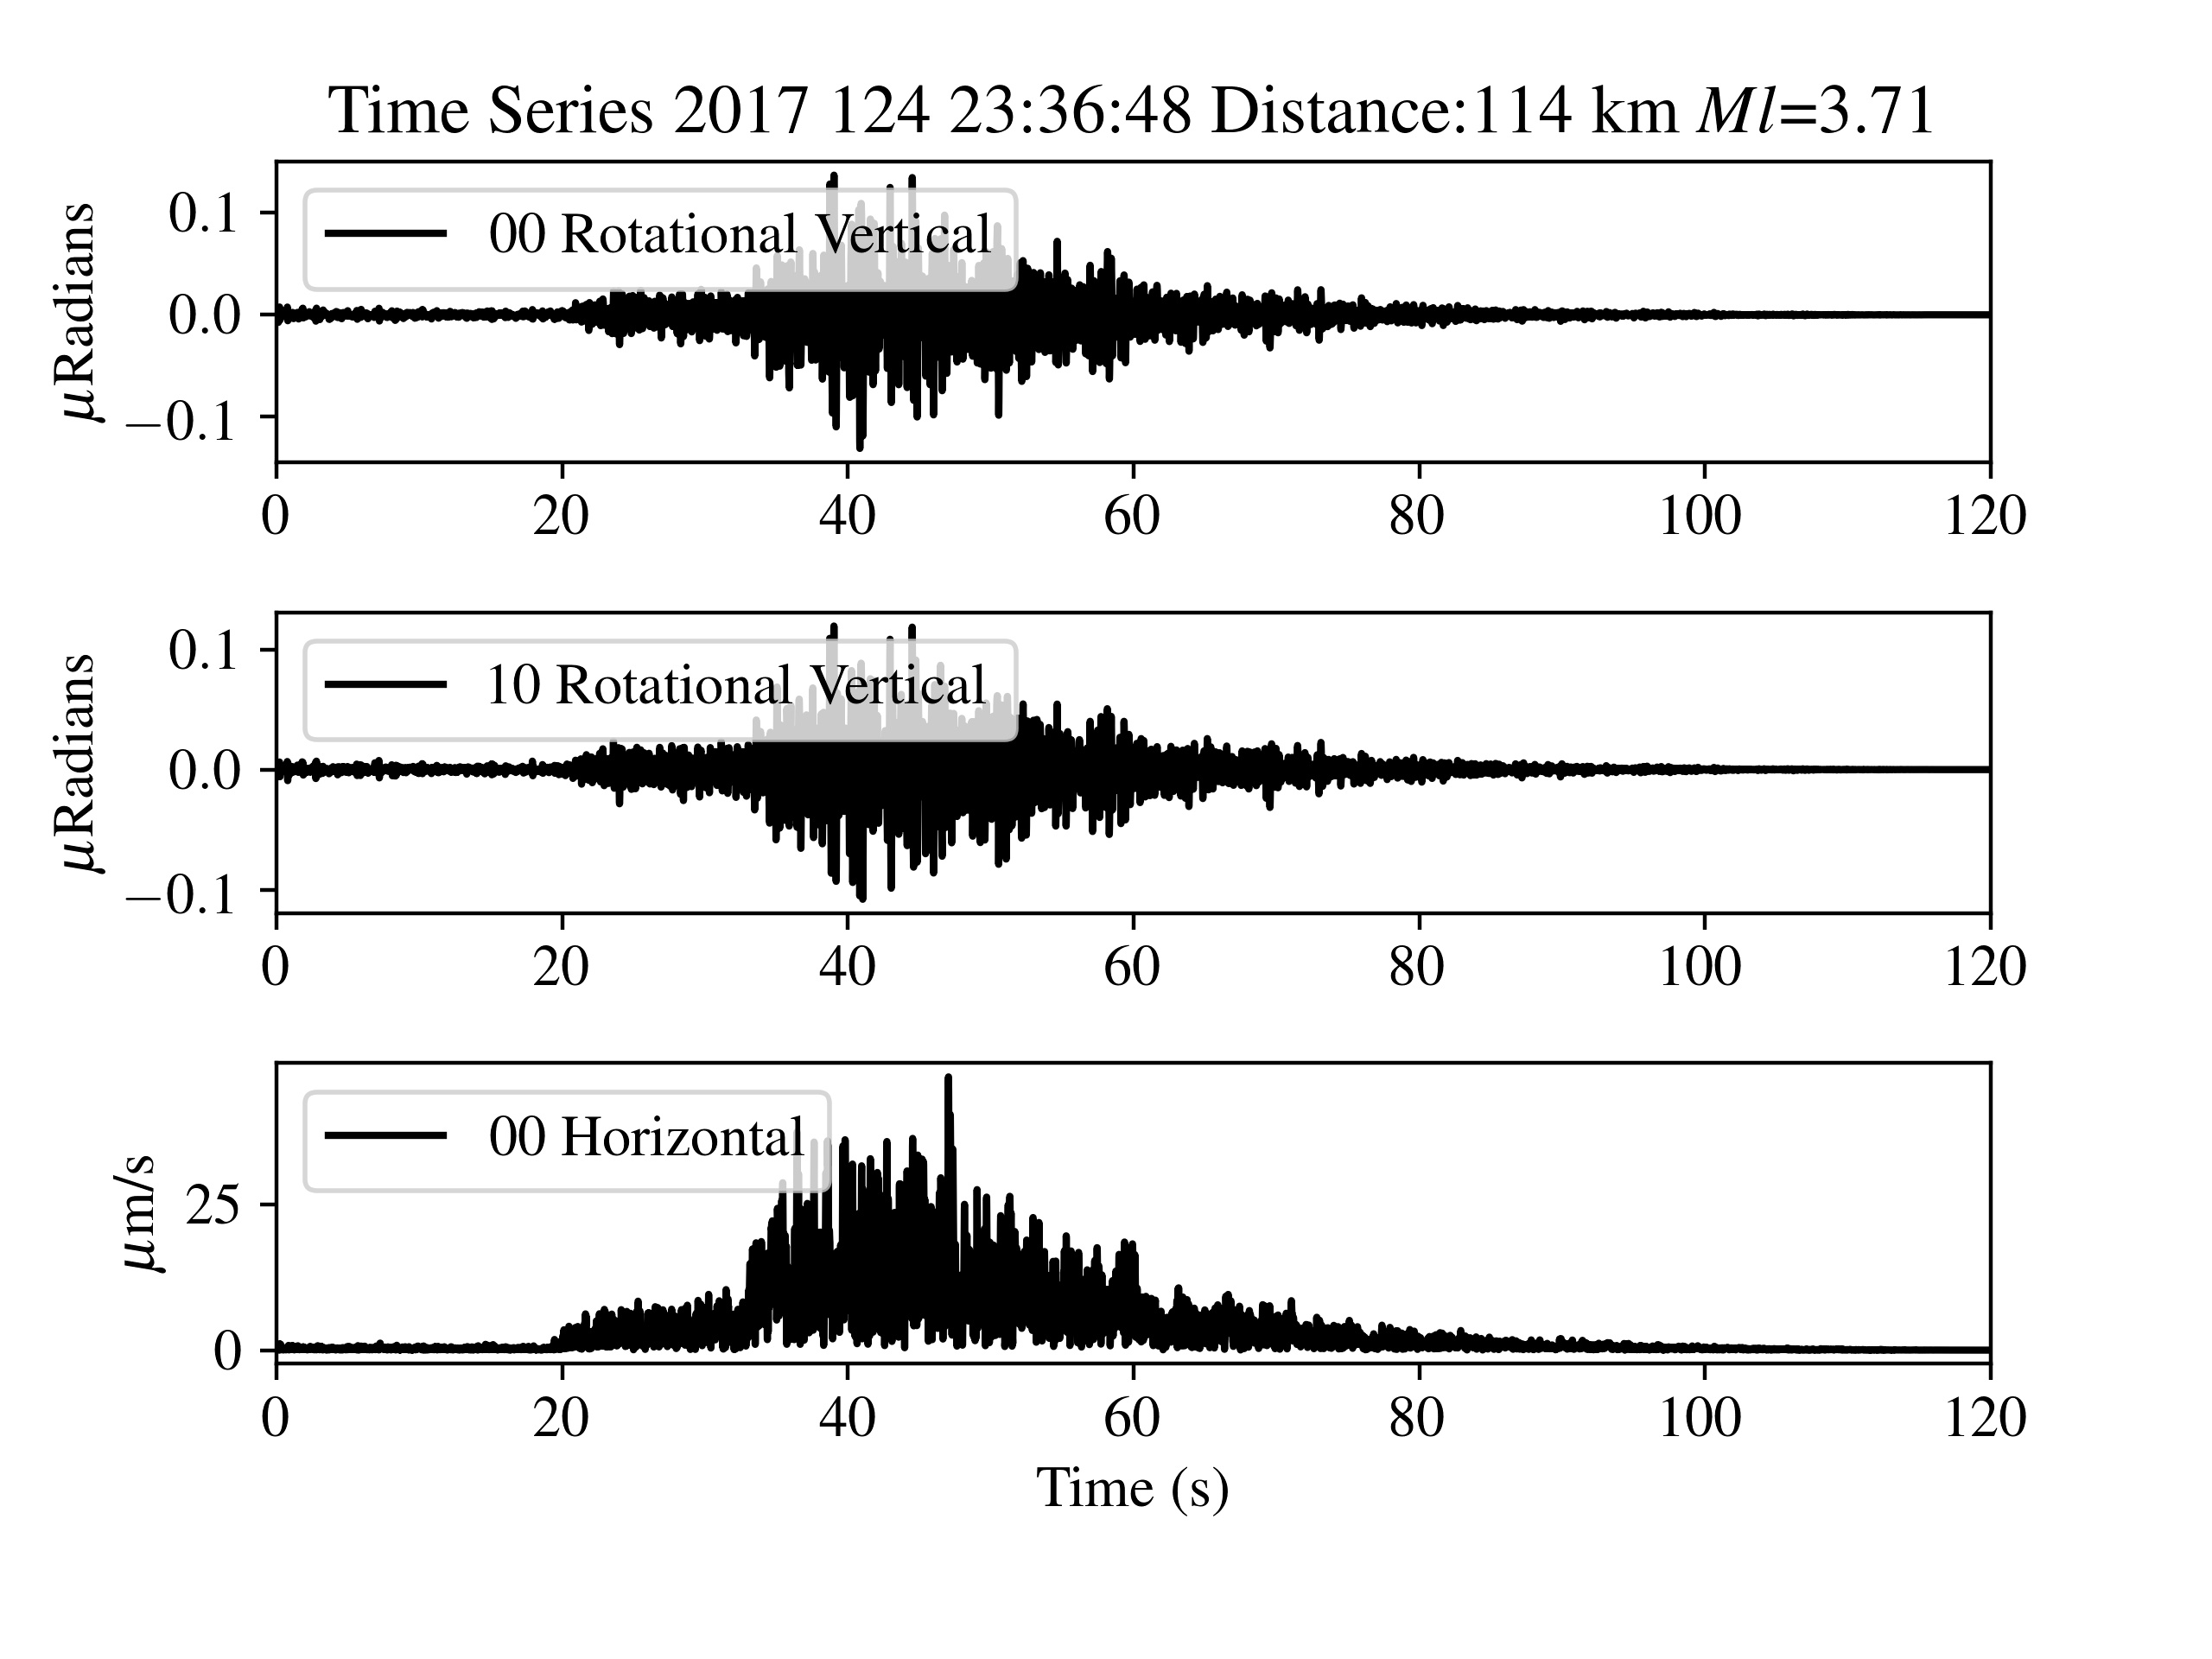 Time Series 2017 124 23:36:48 Distance:114 km Ml=3.71
µRadians
0.1
0.0
−0.1
00 Rotational Vertical
0 20 40 60 80 100 120
µRadians
0.1
0.0
−0.1
10 Rotational Vertical
0 20 40 60 80 100 120
µm/s
25
0
00 Horizontal
0 20 40 60 80 100 120
Time (s)